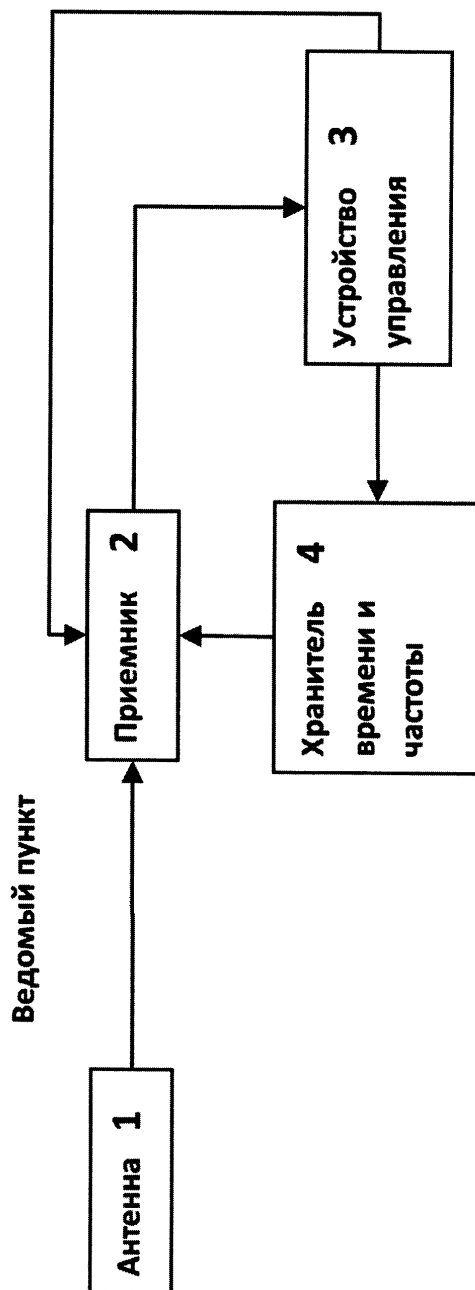 Ведомый пункт
Антенна 1
Приемник 2
Устройство 3
управления
Хранитель 4
времени и
частоты